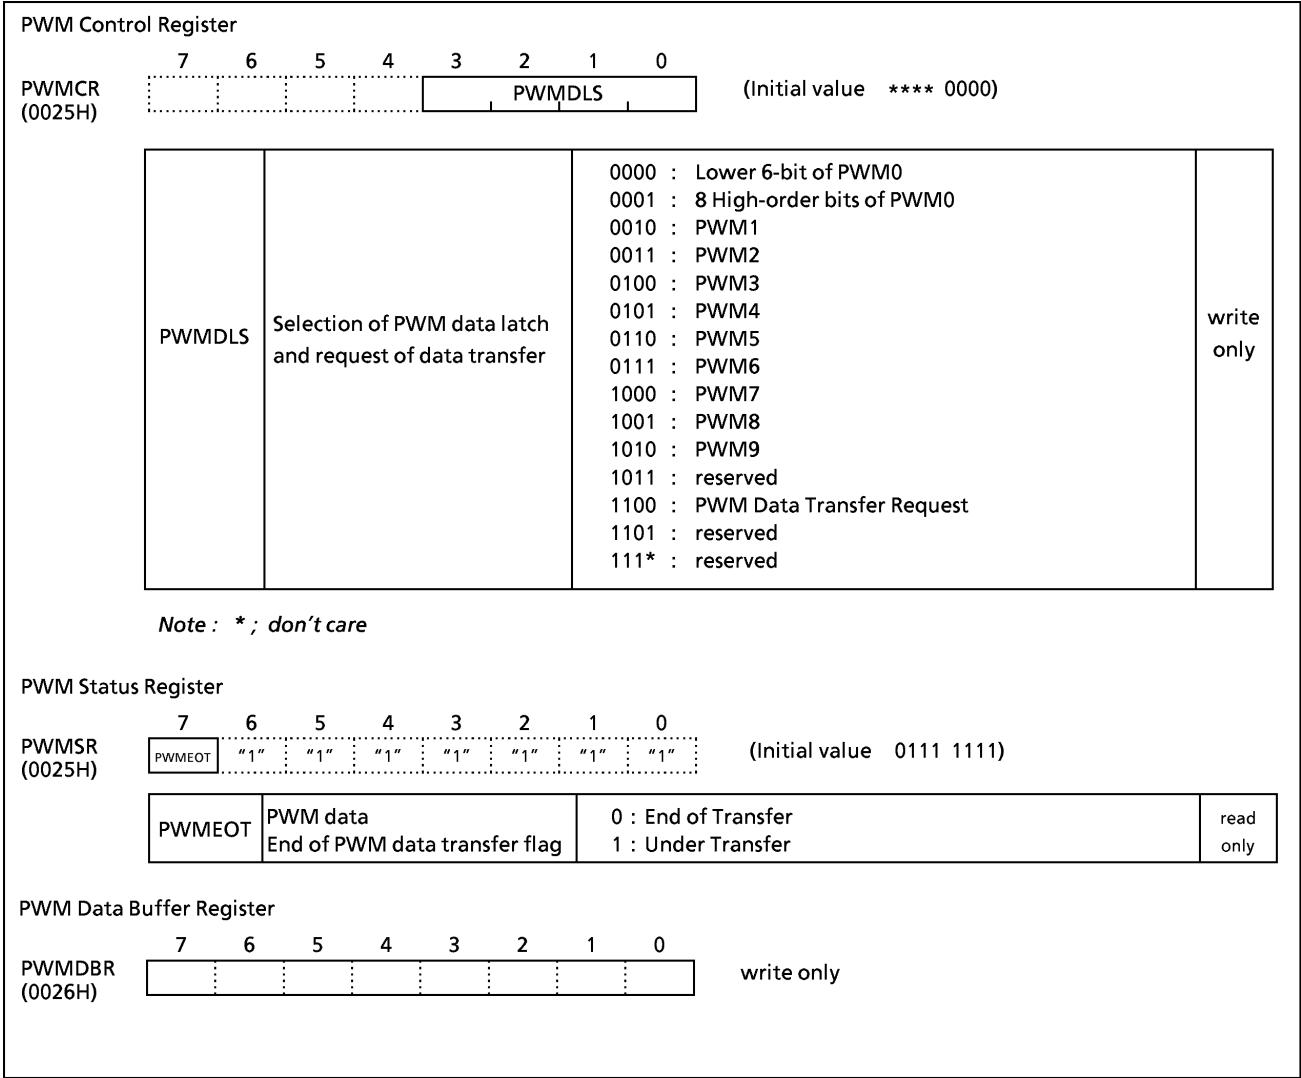 PWM Control Register
7 6 5 4 3 2 1 0
PWMCR
(0025H)
PWMDLS
(Initial value **** 0000)
PWMDLS
Selection of PWM data latch
and request of data transfer
0000 : Lower 6-bit of PWM0
0001 : 8 High-order bits of PWM0
0010 : PWM1
0011 : PWM2
0100 : PWM3
0101 : PWM4
0110 : PWM5
0111 : PWM6
1000 : PWM7
1001 : PWM8
1010 : PWM9
1011 : reserved
1100 : PWM Data Transfer Request
1101 : reserved
111* : reserved
write
only
Note : * ; don't care
PWM Status Register
7 6 5 4 3 2 1 0
PWMSR
(0025H)
PWMEOT "1" "1" "1" "1" "1" "1" "1"
(Initial value 0111 1111)
PWMEOT
PWM data
End of PWM data transfer flag
0 : End of Transfer
1 : Under Transfer
read
only
PWM Data Buffer Register
7 6 5 4 3 2 1 0
PWMDBR
(0026H)
write only